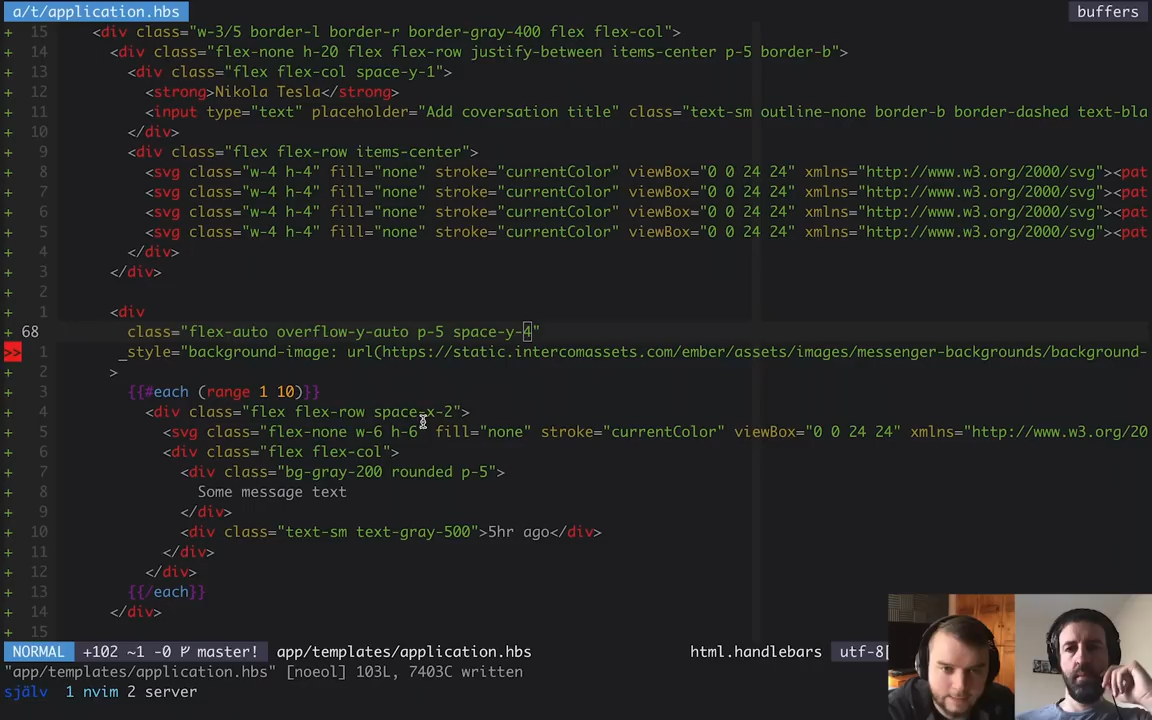 a/t/application.hbs buffers
+ 15 <div class="w-3/5 border-l border-r border-gray-400 flex flex-col">
+ 14 <div class="flex-none h-20 flex flex-row justify-between items-center p-5 border-b">
+ 13 <div class="flex flex-col space-y-1">
+ 12 <strong>Nikola Tesla</strong>
+ 11 <input type="text" placeholder="Add coversation title" class="text-sm outline-none border-b border-dashed text-bla
+ 10 </div>
+ 9 <div class="flex flex-row items-center">
+ 8 <svg class="w-4 h-4" fill="none" stroke="currentColor" viewBox="0 0 24 24" xmlns="http://www.w3.org/2000/svg"><pat
+ 7 <svg class="w-4 h-4" fill="none" stroke="currentColor" viewBox="0 0 24 24" xmlns="http://www.w3.org/2000/svg"><pat
+ 6 <svg class="w-4 h-4" fill="none" stroke="currentColor" viewBox="0 0 24 24" xmlns="http://www.w3.org/2000/svg"><pat
+ 5 <svg class="w-4 h-4" fill="none" stroke="currentColor" viewBox="0 0 24 24" xmlns="http://www.w3.org/2000/svg"><pat
+ 4 </div>
+ 3 </div>
+ 2
+ 1 <div
+ 68 class="flex-auto overflow-y-auto p-5 space-y-4"
>> 1 _style="background-image: url(https://static.intercomassets.com/ember/assets/images/messenger-backgrounds/background-
+ 2 >
+ 3 {{#each (range 1 10)}}
+ 4 <div class="flex flex-row space-x-2">
+ 5 <svg class="flex-none w-6 h-6" fill="none" stroke="currentColor" viewBox="0 0 24 24" xmlns="http://www.w3.org/20
+ 6 <div class="flex flex-col">
+ 7 <div class="bg-gray-200 rounded p-5">
+ 8 Some message text
+ 9 </div>
+ 10 <div class="text-sm text-gray-500">5hr ago</div>
+ 11 </div>
+ 12 </div>
+ 13 {{/each}}
+ 14 </div>
+ 15
NORMAL +102 ~1 -0 master! app/templates/application.hbs html.handlebars utf-8[
"app/templates/application.hbs" [noeol] 103L, 7403C written
själv 1 nvim 2 server